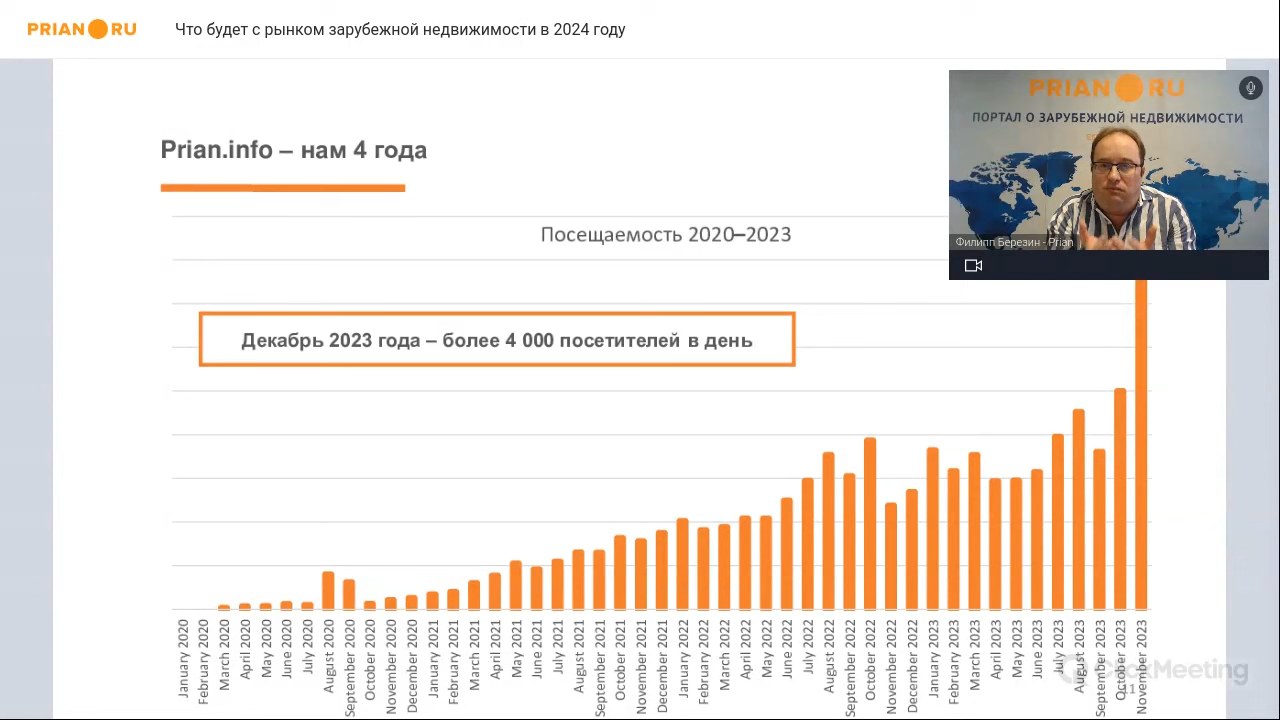 PRIAN RU
Что будет с рынком зарубежной недвижимости в 2024 году
PRIAN RU
ПОРТАЛ О ЗАРУБЕЖНОЙ НЕДВИЖИМОСТИ
Филипп Березин - Prian
Prian.info – нам 4 года
Посещаемость 2020–2023
Декабрь 2023 года – более 4 000 посетителей в день
January 2020
February 2020
March 2020
April 2020
May 2020
June 2020
July 2020
August 2020
September 2020
October 2020
November 2020
December 2020
January 2021
February 2021
March 2021
April 2021
May 2021
June 2021
July 2021
August 2021
September 2021
October 2021
November 2021
December 2021
January 2022
February 2022
March 2022
April 2022
May 2022
June 2022
July 2022
August 2022
September 2022
October 2022
November 2022
December 2022
January 2023
February 2023
March 2023
April 2023
May 2023
June 2023
July 2023
August 2023
September 2023
October 2023
November 2023
ClickMeeting
11